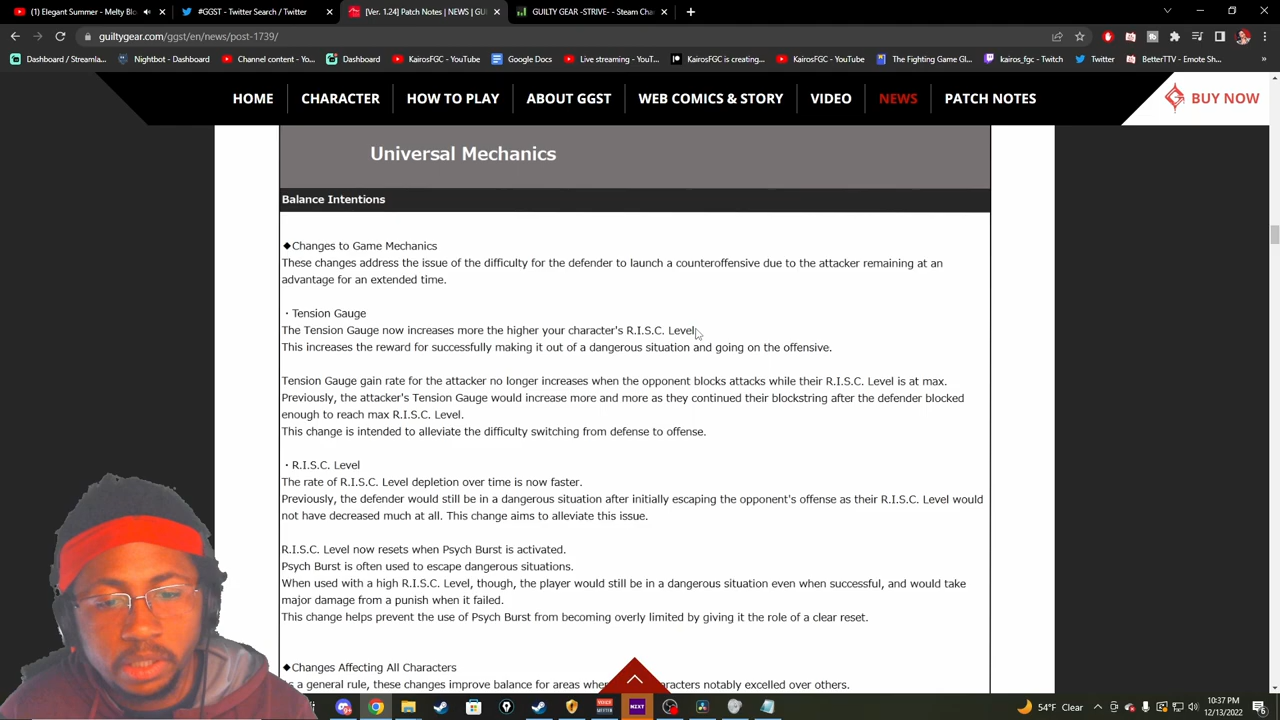 (1) Elegant Summer - Melty Blo
#GGST - Twitter Search / Twitter
[Ver. 1.24] Patch Notes | NEWS | GU
GUILTY GEAR -STRIVE- - Steam Cha
guiltygear.com/ggst/en/news/post-1739/
Dashboard / Streamla...
Nightbot - Dashboard
Channel content - Yo...
Dashboard
KairosFGC - YouTube
Google Docs
Live streaming - YouT...
KairosFGC is creating...
KairosFGC - YouTube
The Fighting Game Gl...
kairosfgc - Twitch
Twitter
BetterTTV - Emote Sh...
HOME
CHARACTER
HOW TO PLAY
ABOUT GGST
WEB COMICS & STORY
VIDEO
NEWS
PATCH NOTES
BUY NOW
Universal Mechanics
Balance Intentions
◆Changes to Game Mechanics
These changes address the issue of the difficulty for the defender to launch a counteroffensive due to the attacker remaining at an
advantage for an extended time.
・Tension Gauge
The Tension Gauge now increases more the higher your character's R.I.S.C. Level.
This increases the reward for successfully making it out of a dangerous situation and going on the offensive.
Tension Gauge gain rate for the attacker no longer increases when the opponent blocks attacks while their R.I.S.C. Level is at max.
Previously, the attacker's Tension Gauge would increase more and more as they continued their blockstring after the defender blocked
enough to reach max R.I.S.C. Level.
This change is intended to alleviate the difficulty switching from defense to offense.
・R.I.S.C. Level
The rate of R.I.S.C. Level depletion over time is now faster.
Previously, the defender would still be in a dangerous situation after initially escaping the opponent's offense as their R.I.S.C. Level would
not have decreased much at all. This change aims to alleviate this issue.
R.I.S.C. Level now resets when Psych Burst is activated.
Psych Burst is often used to escape dangerous situations.
When used with a high R.I.S.C. Level, though, the player would still be in a dangerous situation even when successful, and would take
major damage from a punish when it failed.
This change helps prevent the use of Psych Burst from becoming overly limited by giving it the role of a clear reset.
◆Changes Affecting All Characters
a general rule, these changes improve balance for areas whe aracters notably excelled over others.
VOICE MEETER
NZXT
54°F Clear
10:37 PM
12/13/2022